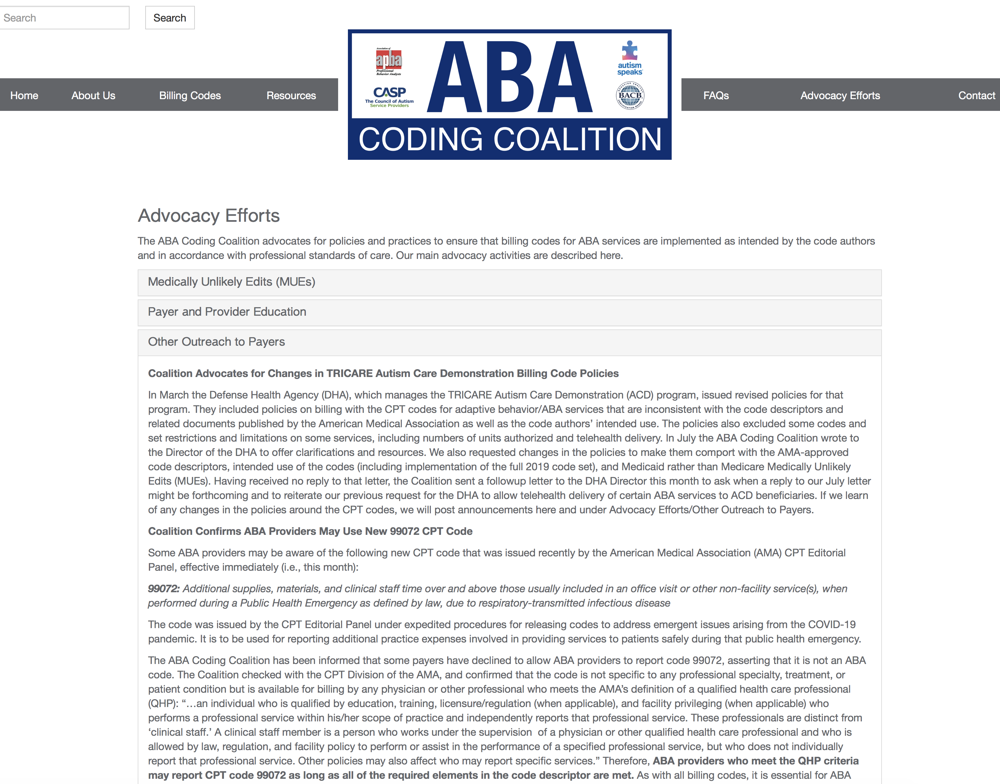 Search
Search
Association of
apba
Professional
Behavior Analysts
CASP
The Council of Autism
Service Providers
ABA
autism
speaks
BEHAVIOR ANALYST
BACB
CERTIFICATION BOARD
CODING COALITION
Home
About Us
Billing Codes
Resources
FAQs
Advocacy Efforts
Contact
Advocacy Efforts
The ABA Coding Coalition advocates for policies and practices to ensure that billing codes for ABA services are implemented as intended by the code authors
and in accordance with professional standards of care. Our main advocacy activities are described here.
Medically Unlikely Edits (MUEs)
Payer and Provider Education
Other Outreach to Payers
Coalition Advocates for Changes in TRICARE Autism Care Demonstration Billing Code Policies
In March the Defense Health Agency (DHA), which manages the TRICARE Autism Care Demonstration (ACD) program, issued revised policies for that
program. They included policies on billing with the CPT codes for adaptive behavior/ABA services that are inconsistent with the code descriptors and
related documents published by the American Medical Association as well as the code authors’ intended use. The policies also excluded some codes and
set restrictions and limitations on some services, including numbers of units authorized and telehealth delivery. In July the ABA Coding Coalition wrote to
the Director of the DHA to offer clarifications and resources. We also requested changes in the policies to make them comport with the AMA-approved
code descriptors, intended use of the codes (including implementation of the full 2019 code set), and Medicaid rather than Medicare Medically Unlikely
Edits (MUEs). Having received no reply to that letter, the Coalition sent a followup letter to the DHA Director this month to ask when a reply to our July letter
might be forthcoming and to reiterate our previous request for the DHA to allow telehealth delivery of certain ABA services to ACD beneficiaries. If we learn
of any changes in the policies around the CPT codes, we will post announcements here and under Advocacy Efforts/Other Outreach to Payers.
Coalition Confirms ABA Providers May Use New 99072 CPT Code
Some ABA providers may be aware of the following new CPT code that was issued recently by the American Medical Association (AMA) CPT Editorial
Panel, effective immediately (i.e., this month):
99072: Additional supplies, materials, and clinical staff time over and above those usually included in an office visit or other non-facility service(s), when
performed during a Public Health Emergency as defined by law, due to respiratory-transmitted infectious disease
The code was issued by the CPT Editorial Panel under expedited procedures for releasing codes to address emergent issues arising from the COVID-19
pandemic. It is to be used for reporting additional practice expenses involved in providing services to patients safely during that public health emergency.
The ABA Coding Coalition has been informed that some payers have declined to allow ABA providers to report code 99072, asserting that it is not an ABA
code. The Coalition checked with the CPT Division of the AMA, and confirmed that the code is not specific to any professional specialty, treatment, or
patient condition but is available for billing by any physician or other professional who meets the AMA’s definition of a qualified health care professional
(QHP): “…an individual who is qualified by education, training, licensure/regulation (when applicable), and facility privileging (when applicable) who
performs a professional service within his/her scope of practice and independently reports that professional service. These professionals are distinct from
‘clinical staff.’ A clinical staff member is a person who works under the supervision of a physician or other qualified health care professional and who is
allowed by law, regulation, and facility policy to perform or assist in the performance of a specified professional service, but who does not individually
report that professional service. Other policies may also affect who may report specific services.” Therefore, ABA providers who meet the QHP criteria
may report CPT code 99072 as long as all of the required elements in the code descriptor are met. As with all billing codes, it is essential for ABA